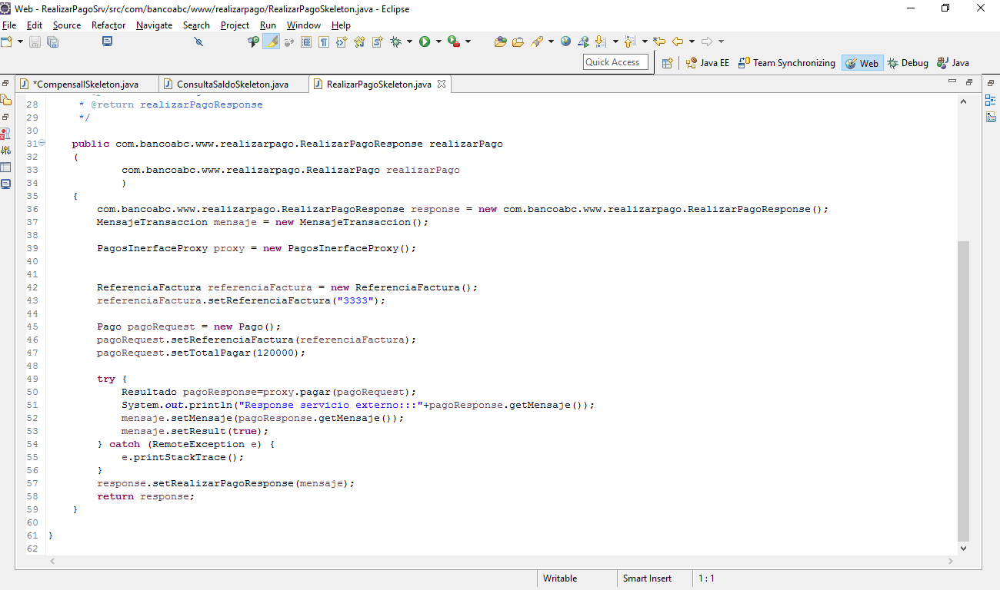 Web - RealizarPagoSrv/src/com/bancoabc/www/realizarpago/RealizarPagoSkeleton.java - Eclipse
File Edit Source Refactor Navigate Search Project Run Window Help
Quick Access Java EE Team Synchronizing Web Debug Java
*CompensallSkeleton.java ConsultaSaldoSkeleton.java RealizarPagoSkeleton.java
28 * @return realizarPagoResponse
29 */
30
31 public com.bancoabc.www.realizarpago.RealizarPagoResponse realizarPago
32 (
33 com.bancoabc.www.realizarpago.RealizarPago realizarPago
34 )
35 {
36 com.bancoabc.www.realizarpago.RealizarPagoResponse response = new com.bancoabc.www.realizarpago.RealizarPagoResponse();
37 MensajeTransaccion mensaje = new MensajeTransaccion();
38
39 PagosInerfaceProxy proxy = new PagosInerfaceProxy();
40
41
42 ReferenciaFactura referenciaFactura = new ReferenciaFactura();
43 referenciaFactura.setReferenciaFactura("3333");
44
45 Pago pagoRequest = new Pago();
46 pagoRequest.setReferenciaFactura(referenciaFactura);
47 pagoRequest.setTotalPagar(120000);
48
49 try {
50 Resultado pagoResponse=proxy.pagar(pagoRequest);
51 System.out.println("Response servicio externo:::"+pagoResponse.getMensaje());
52 mensaje.setMensaje(pagoResponse.getMensaje());
53 mensaje.setResult(true);
54 } catch (RemoteException e) {
55 e.printStackTrace();
56 }
57 response.setRealizarPagoResponse(mensaje);
58 return response;
59 }
60
61 }
62
Writable Smart Insert 1 : 1